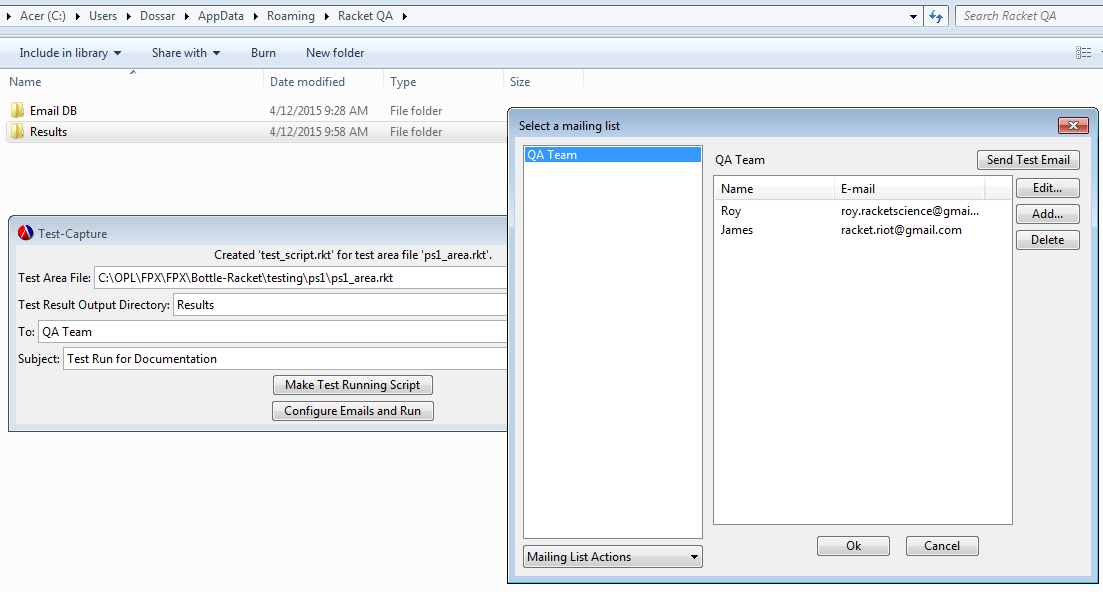 Acer (C:) Users Dossar AppData Roaming Racket QA Search Racket QA
Include in library Share with Burn New folder
Name Date modified Type Size
Email DB 4/12/2015 9:28 AM File folder
Results 4/12/2015 9:58 AM File folder
Test-Capture
Created 'test_script.rkt' for test area file 'ps1_area.rkt'.
Test Area File: C:\OPL\FPX\FPX\Bottle-Racket\testing\ps1\ps1_area.rkt
Test Result Output Directory: Results
To: QA Team
Subject: Test Run for Documentation
Make Test Running Script
Configure Emails and Run
Select a mailing list
QA Team
QA Team Send Test Email
Name E-mail Edit...
Roy roy.racketscience@gmai... Add...
James racket.riot@gmail.com
Delete
Ok Cancel
Mailing List Actions